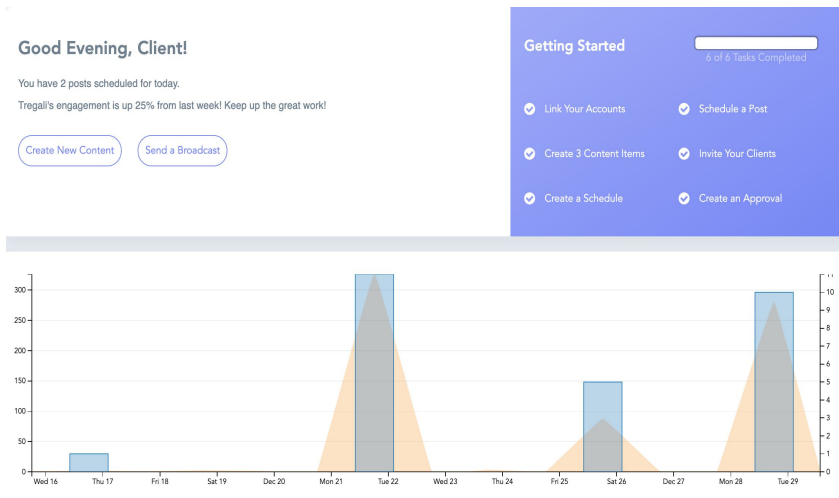 Good Evening, Client!
You have 2 posts scheduled for today.
Tregali's engagement is up 25% from last week! Keep up the great work!
Create New Content
Send a Broadcast
Getting Started
6 of 6 Tasks Completed
Link Your Accounts
Schedule a Post
Create 3 Content Items
Invite Your Clients
Create a Schedule
Create an Approval
300
250
200
150
100
50
0
11
10
9
8
7
6
5
4
3
2
1
0
Wed 16 Thu 17 Fri 18 Sat 19 Dec 20 Mon 21 Tue 22 Wed 23 Thu 24 Fri 25 Sat 26 Dec 27 Mon 28 Tue 29